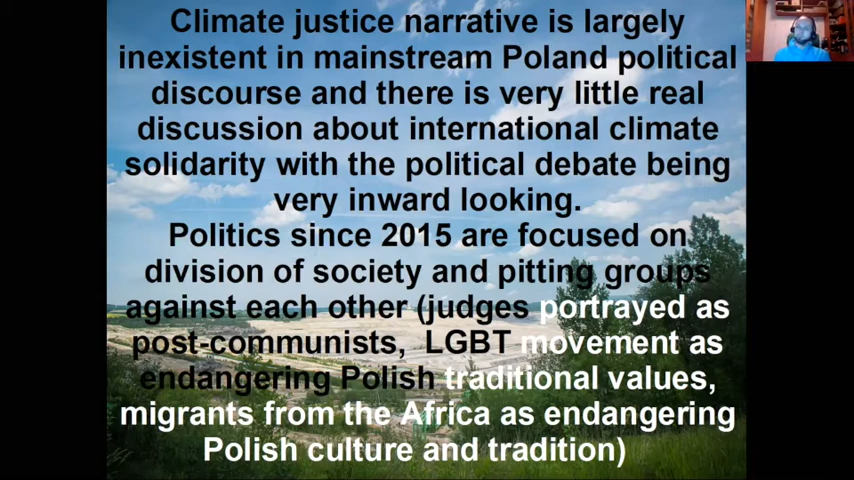 Climate justice narrative is largely
inexistent in mainstream Poland political
discourse and there is very little real
discussion about international climate
solidarity with the political debate being
very inward looking.
Politics since 2015 are focused on
division of society and pitting groups
against each other (judges portrayed as
post-communists, LGBT movement as
endangering Polish traditional values,
migrants from the Africa as endangering
Polish culture and tradition)